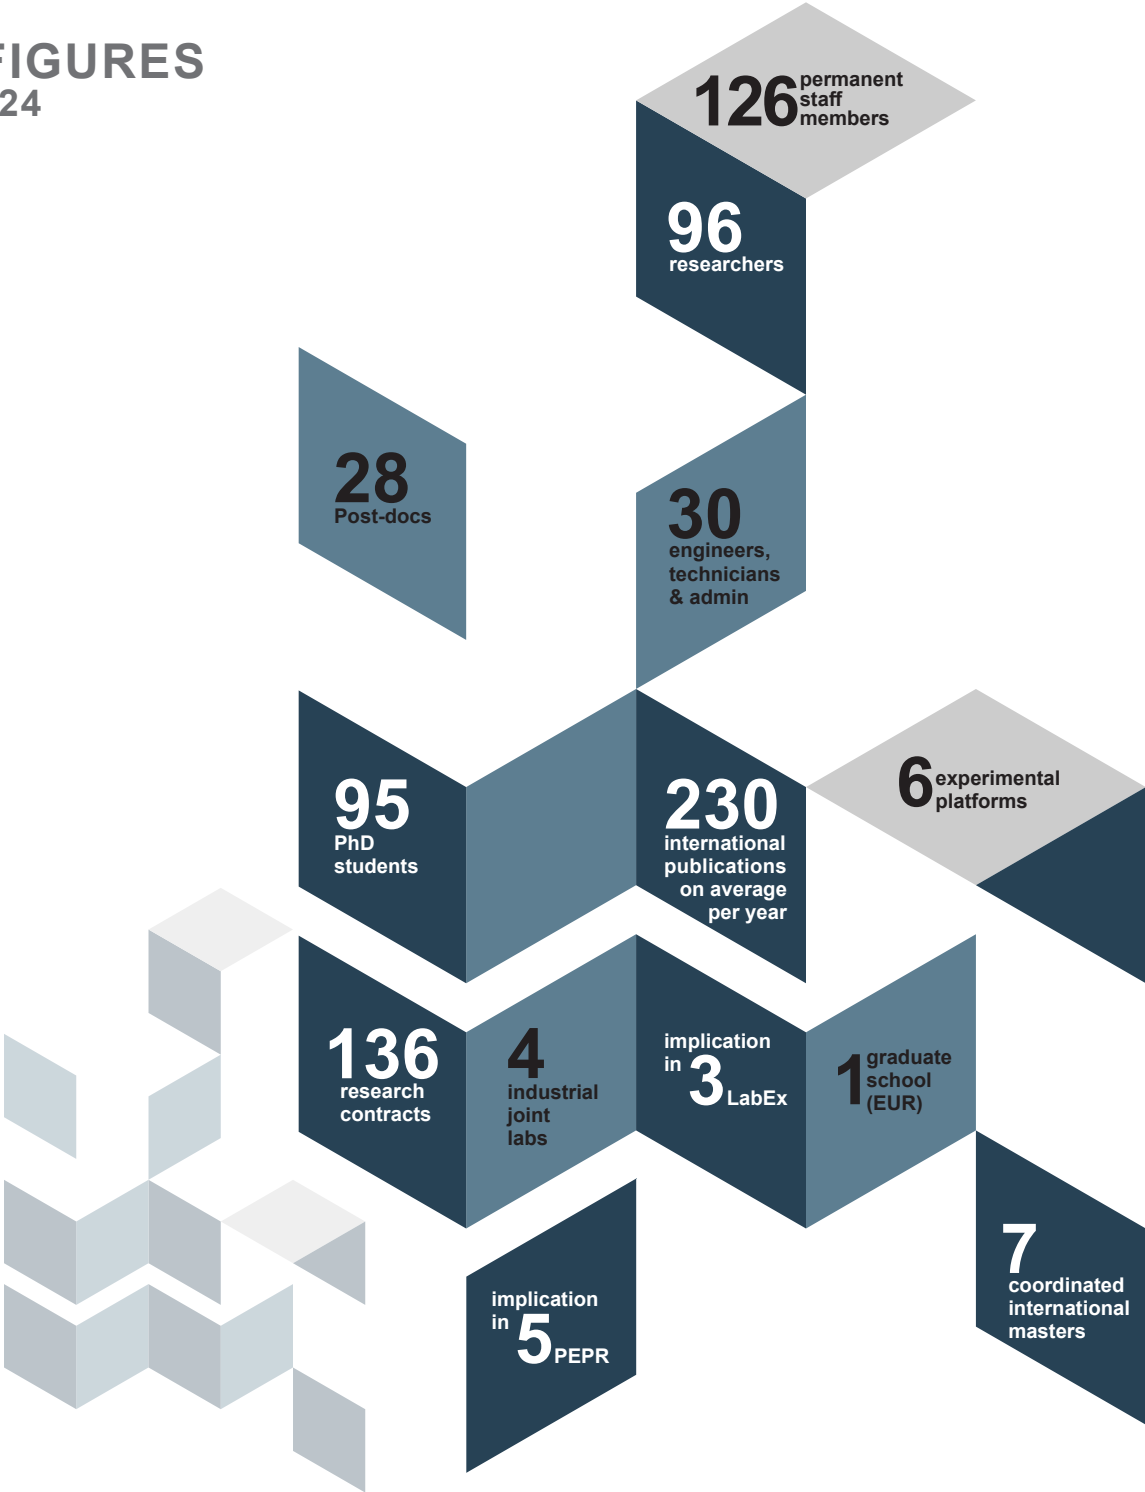 FIGURES
24
126 permanent
staff
members
96
researchers
28
Post-docs
30
engineers,
technicians
& admin
95
PhD
students
230
international
publications
on average
per year
6 experimental
platforms
136
research
contracts
4
industrial
joint
labs
implication
in 3 LabEx
1 graduate
school
(EUR)
implication
in 5 PEPR
7
coordinated
international
masters